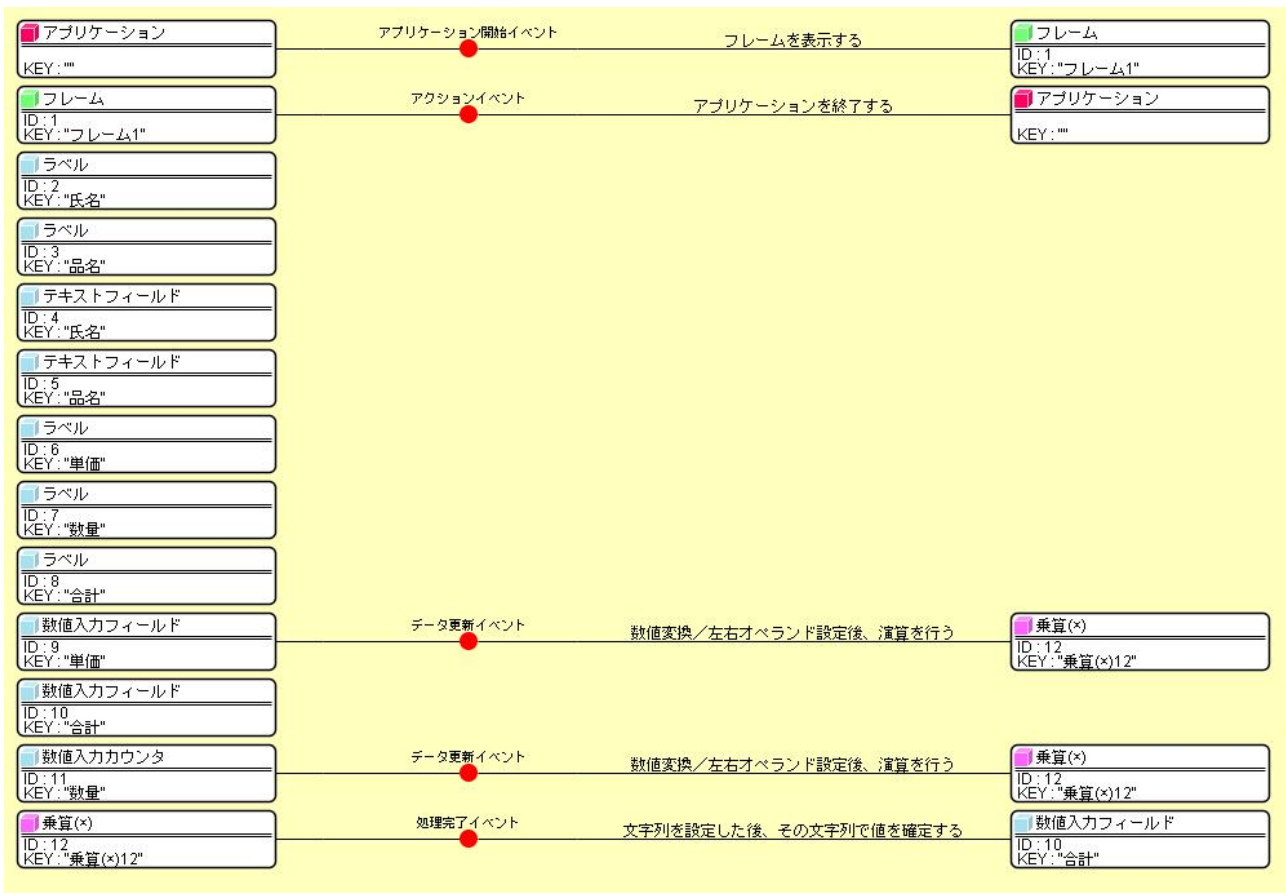 アプリケーション
KEY : ""
アプリケーション開始イベント
フレームを表示する
フレーム
ID : 1
KEY : "フレーム1"
フレーム
ID : 1
KEY : "フレーム1"
アクションイベント
アプリケーションを終了する
アプリケーション
KEY : ""
ラベル
ID : 2
KEY : "氏名"
ラベル
ID : 3
KEY : "品名"
テキストフィールド
ID : 4
KEY : "氏名"
テキストフィールド
ID : 5
KEY : "品名"
ラベル
ID : 6
KEY : "単価"
ラベル
ID : 7
KEY : "数量"
ラベル
ID : 8
KEY : "合計"
数値入力フィールド
ID : 9
KEY : "単価"
データ更新イベント
数値変換／左右オペランド設定後、演算を行う
乗算(×)
ID : 12
KEY : "乗算(×)12"
数値入力フィールド
ID : 10
KEY : "合計"
数値入力カウンタ
ID : 11
KEY : "数量"
データ更新イベント
数値変換／左右オペランド設定後、演算を行う
乗算(×)
ID : 12
KEY : "乗算(×)12"
乗算(×)
ID : 12
KEY : "乗算(×)12"
処理完了イベント
文字列を設定した後、その文字列で値を確定する
数値入力フィールド
ID : 10
KEY : "合計"